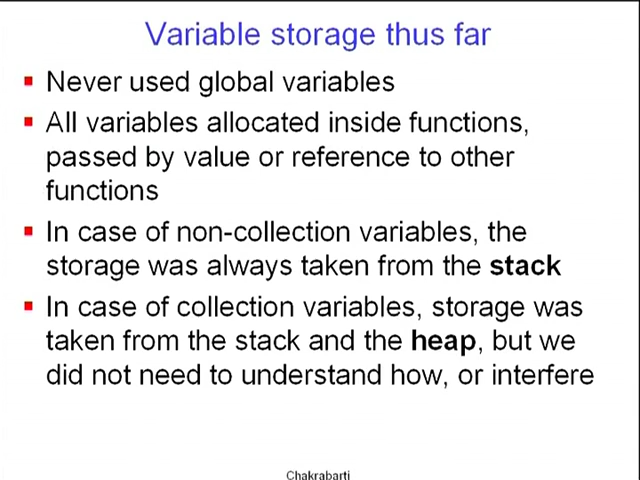 Variable storage thus far
Never used global variables
All variables allocated inside functions,
passed by value or reference to other
functions
In case of non-collection variables, the
storage was always taken from the stack
In case of collection variables, storage was
taken from the stack and the heap, but we
did not need to understand how, or interfere
Chakrabarti